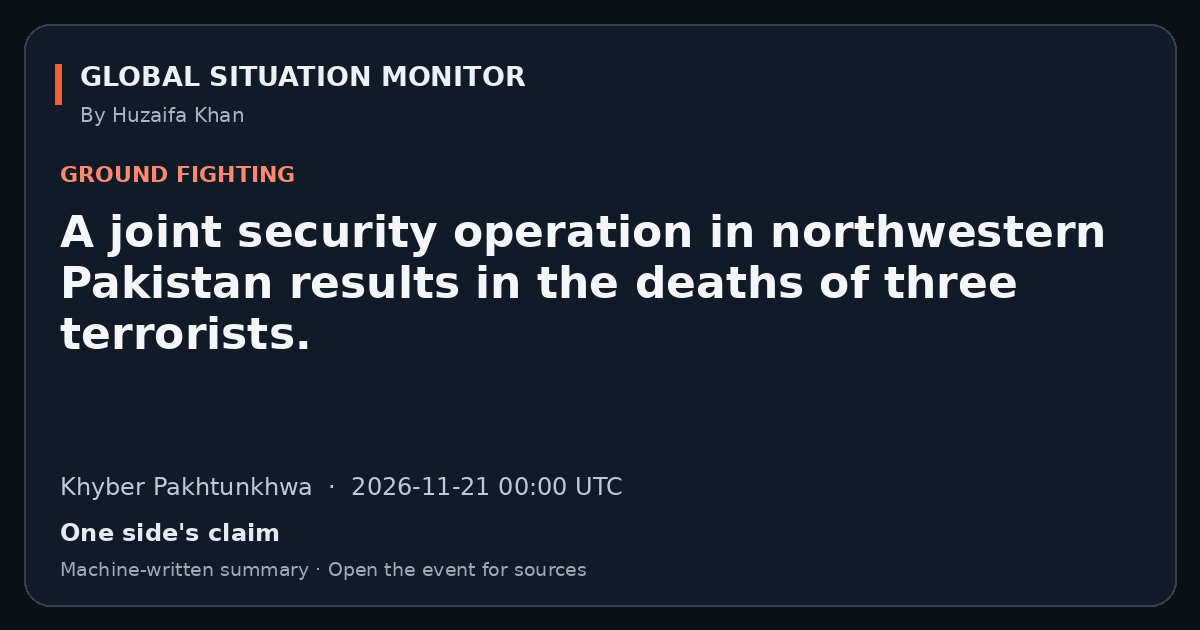 GLOBAL SITUATION MONITOR
By Huzaifa Khan
GROUND FIGHTING
A joint security operation in northwestern
Pakistan results in the deaths of three
terrorists.
Khyber Pakhtunkhwa · 2026-11-21 00:00 UTC
One side's claim
Machine-written summary · Open the event for sources